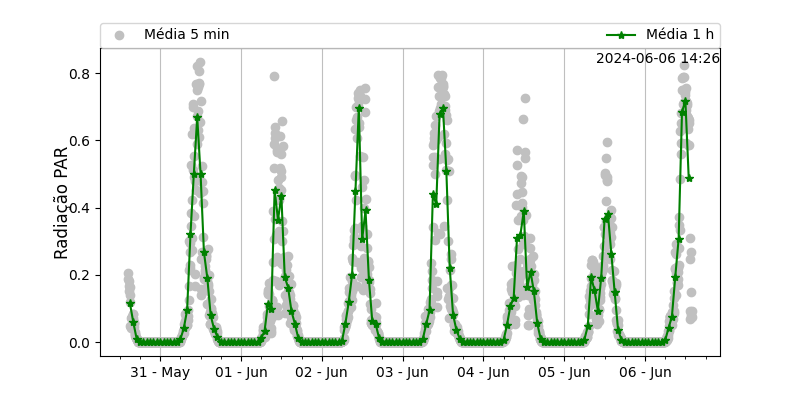 Média 5 min
Média 1 h
2024-06-06 14:26
Radiação PAR
0.8
0.6
0.4
0.2
0.0
31 - May
01 - Jun
02 - Jun
03 - Jun
04 - Jun
05 - Jun
06 - Jun